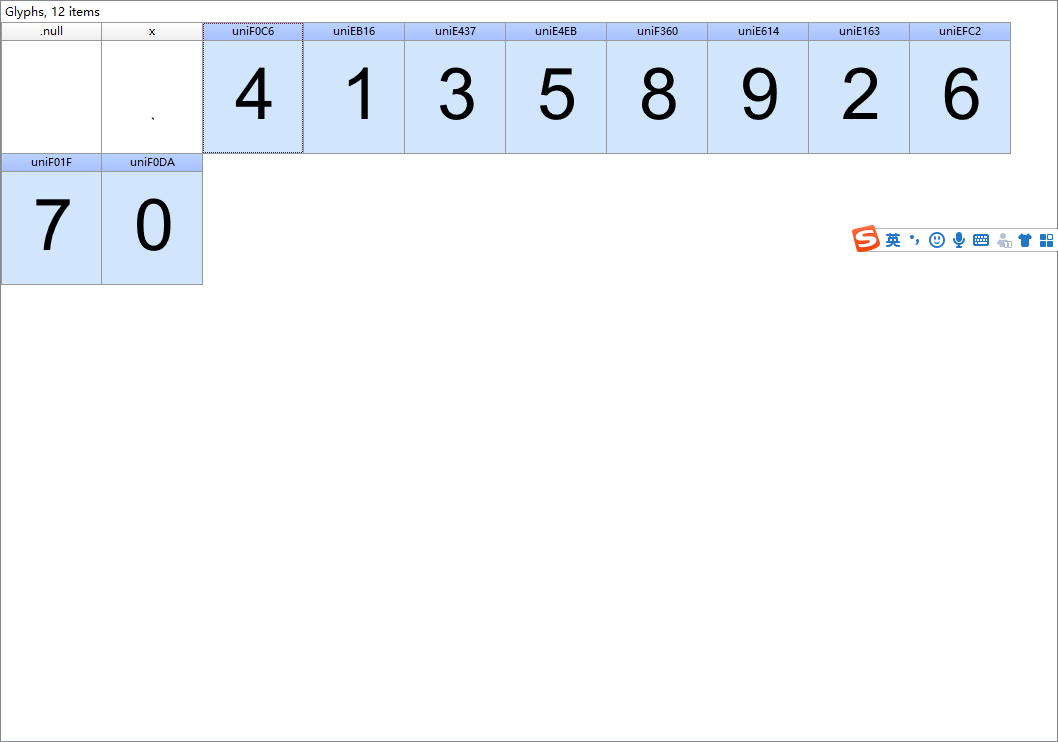 Glyphs, 12 items
.null x uniF0C6 uniEB16 uniE437 uniE4EB uniF360 uniE614 uniE163 uniEFC2
` 4 1 3 5 8 9 2 6
uniF01F uniF0DA
7 0
S 英 •,